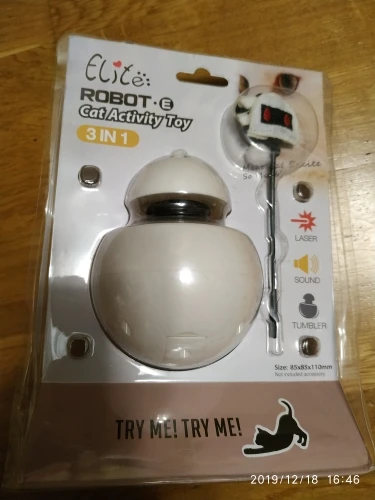 Elite
ROBOT·E
Cat Activity Toy
3 IN 1
LASER
SOUND
TUMBLER
Size: 85x85x110mm
Not included accessory
TRY ME! TRY ME!
2019/12/18 16:46